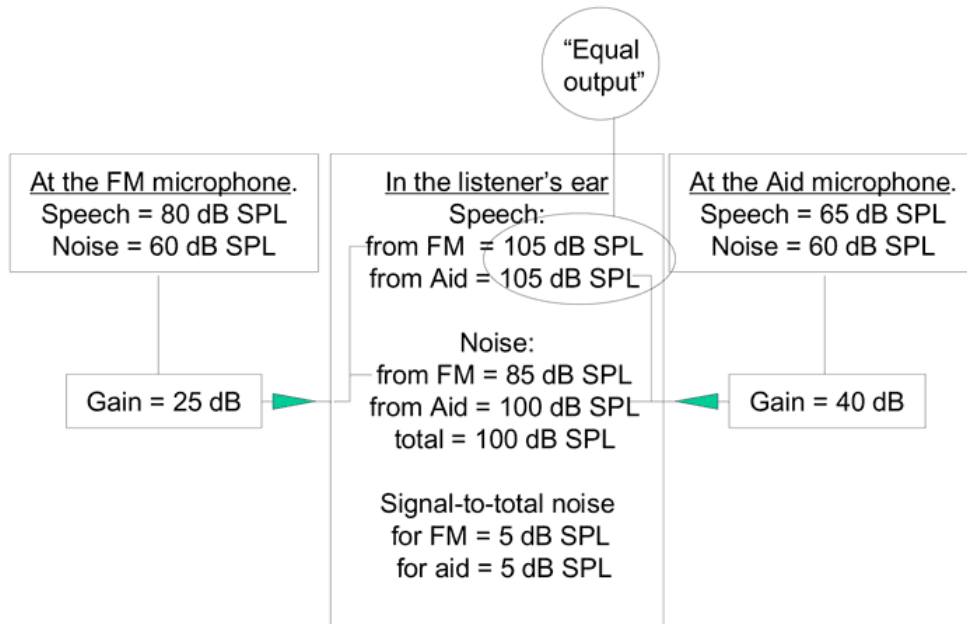 “Equal
output”
At the FM microphone.
Speech = 80 dB SPL
Noise = 60 dB SPL
Gain = 25 dB
In the listener’s ear
Speech:
from FM = 105 dB SPL
from Aid = 105 dB SPL
Noise:
from FM = 85 dB SPL
from Aid = 100 dB SPL
total = 100 dB SPL
Signal-to-total noise
for FM = 5 dB SPL
for aid = 5 dB SPL
At the Aid microphone.
Speech = 65 dB SPL
Noise = 60 dB SPL
Gain = 40 dB